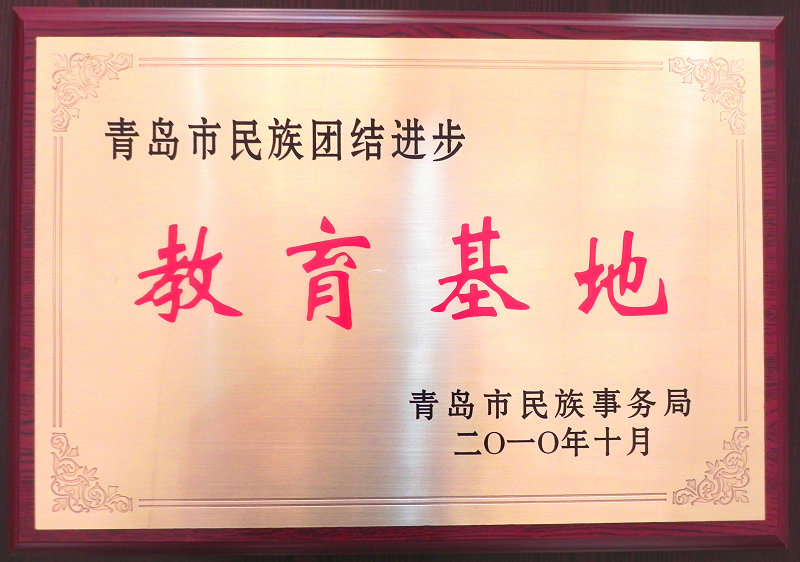 青岛市民族团结进步
教育基地
青岛市民族事务局
二〇一〇年十月